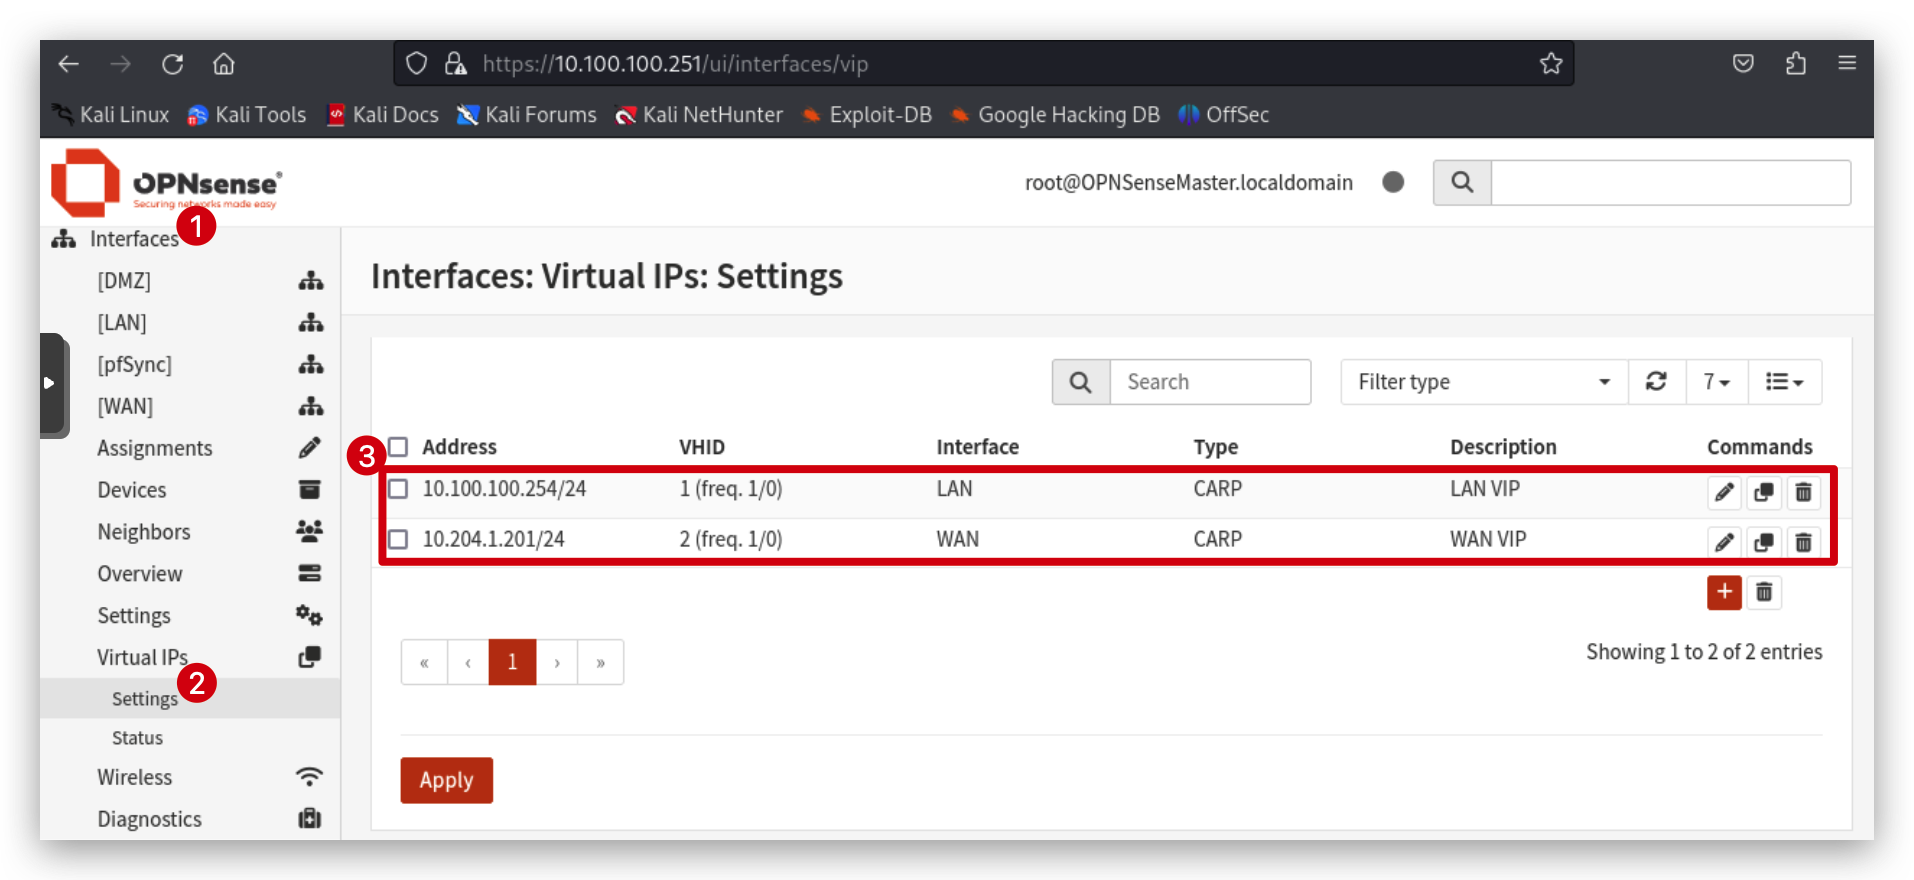 https://10.100.100.251/ui/interfaces/vip
Kali Linux Kali Tools Kali Docs Kali Forums Kali NetHunter Exploit-DB Google Hacking DB OffSec
OPNsense®
Securing networks made easy
root@OPNSenseMaster.localdomain
1
Interfaces
[DMZ]
[LAN]
[pfSync]
[WAN]
Assignments
Devices
Neighbors
Overview
Settings
Virtual IPs
2
Settings
Status
Wireless
Diagnostics
Interfaces: Virtual IPs: Settings
Search Filter type 7
3
Address VHID Interface Type Description Commands
10.100.100.254/24 1 (freq. 1/0) LAN CARP LAN VIP
10.204.1.201/24 2 (freq. 1/0) WAN CARP WAN VIP
« ‹ 1 › »
Showing 1 to 2 of 2 entries
Apply